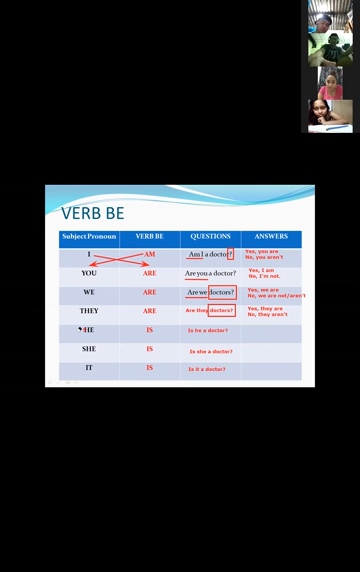 VERB BE
Subject Pronoun VERB BE QUESTIONS ANSWERS
I AM Am I a doctor? Yes, you are
No, you aren't
YOU ARE Are you a doctor? Yes, I am
No, I'm not.
WE ARE Are we doctors? Yes, we are
No, we are not/aren't
THEY ARE Are they doctors? Yes, they are
No, they aren't
HE IS Is he a doctor?
SHE IS Is she a doctor?
IT IS Is it a doctor?